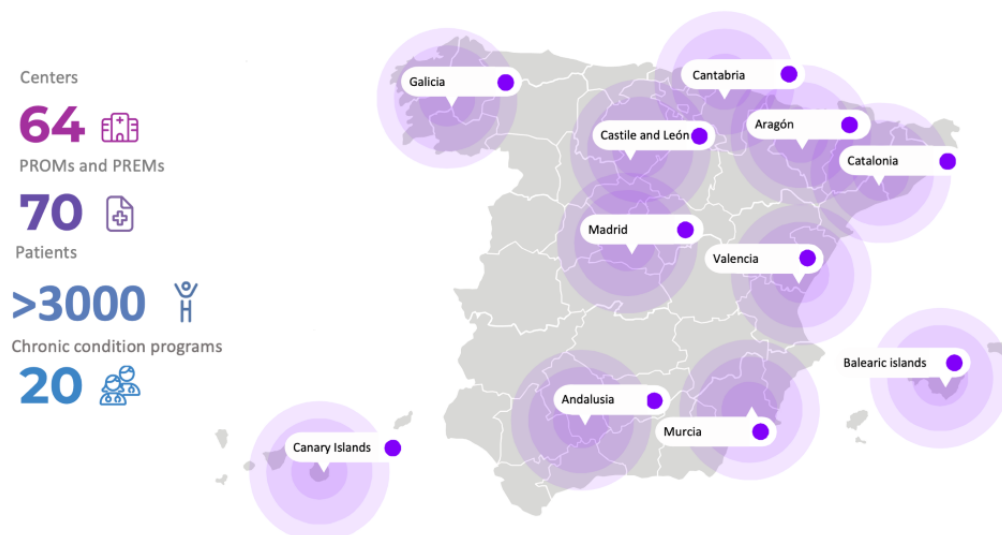 Centers
64
PROMs and PREMs
70
Patients
>3000
Chronic condition programs
20
Galicia
Cantabria
Castile and León
Aragón
Catalonia
Madrid
Valencia
Balearic islands
Andalusia
Murcia
Canary Islands